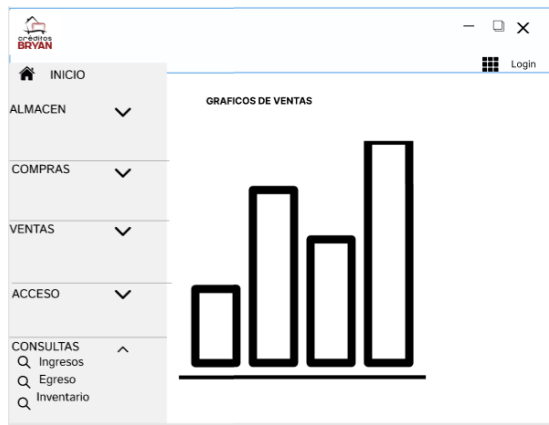 créditos
BRYAN
Login
INICIO
ALMACEN
GRAFICOS DE VENTAS
COMPRAS
VENTAS
ACCESO
CONSULTAS
Ingresos
Egreso
Inventario